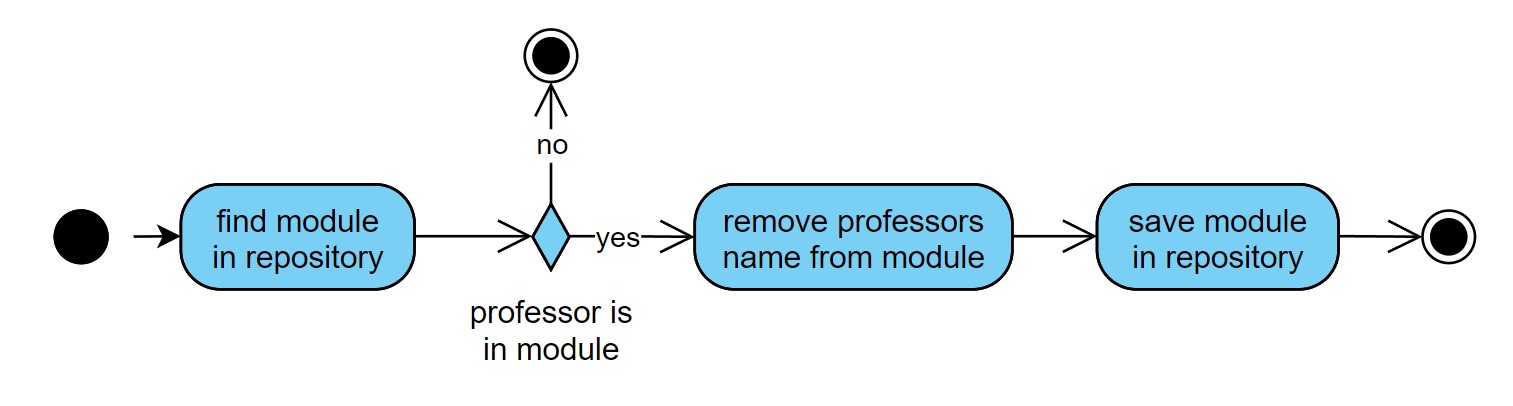 no
find module
in repository
yes
remove professors
name from module
save module
in repository
professor is
in module